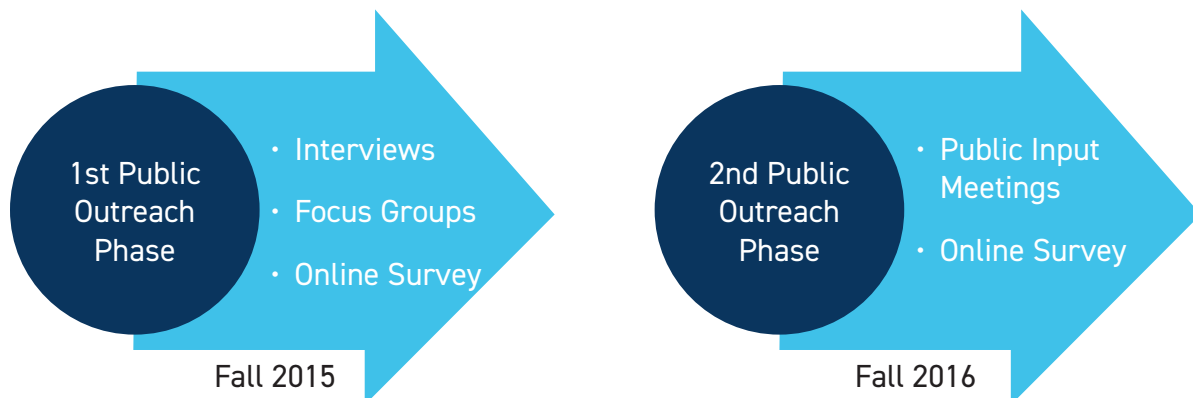 1st Public
Outreach
Phase
· Interviews
· Focus Groups
· Online Survey
Fall 2015
2nd Public
Outreach
Phase
· Public Input
Meetings
· Online Survey
Fall 2016